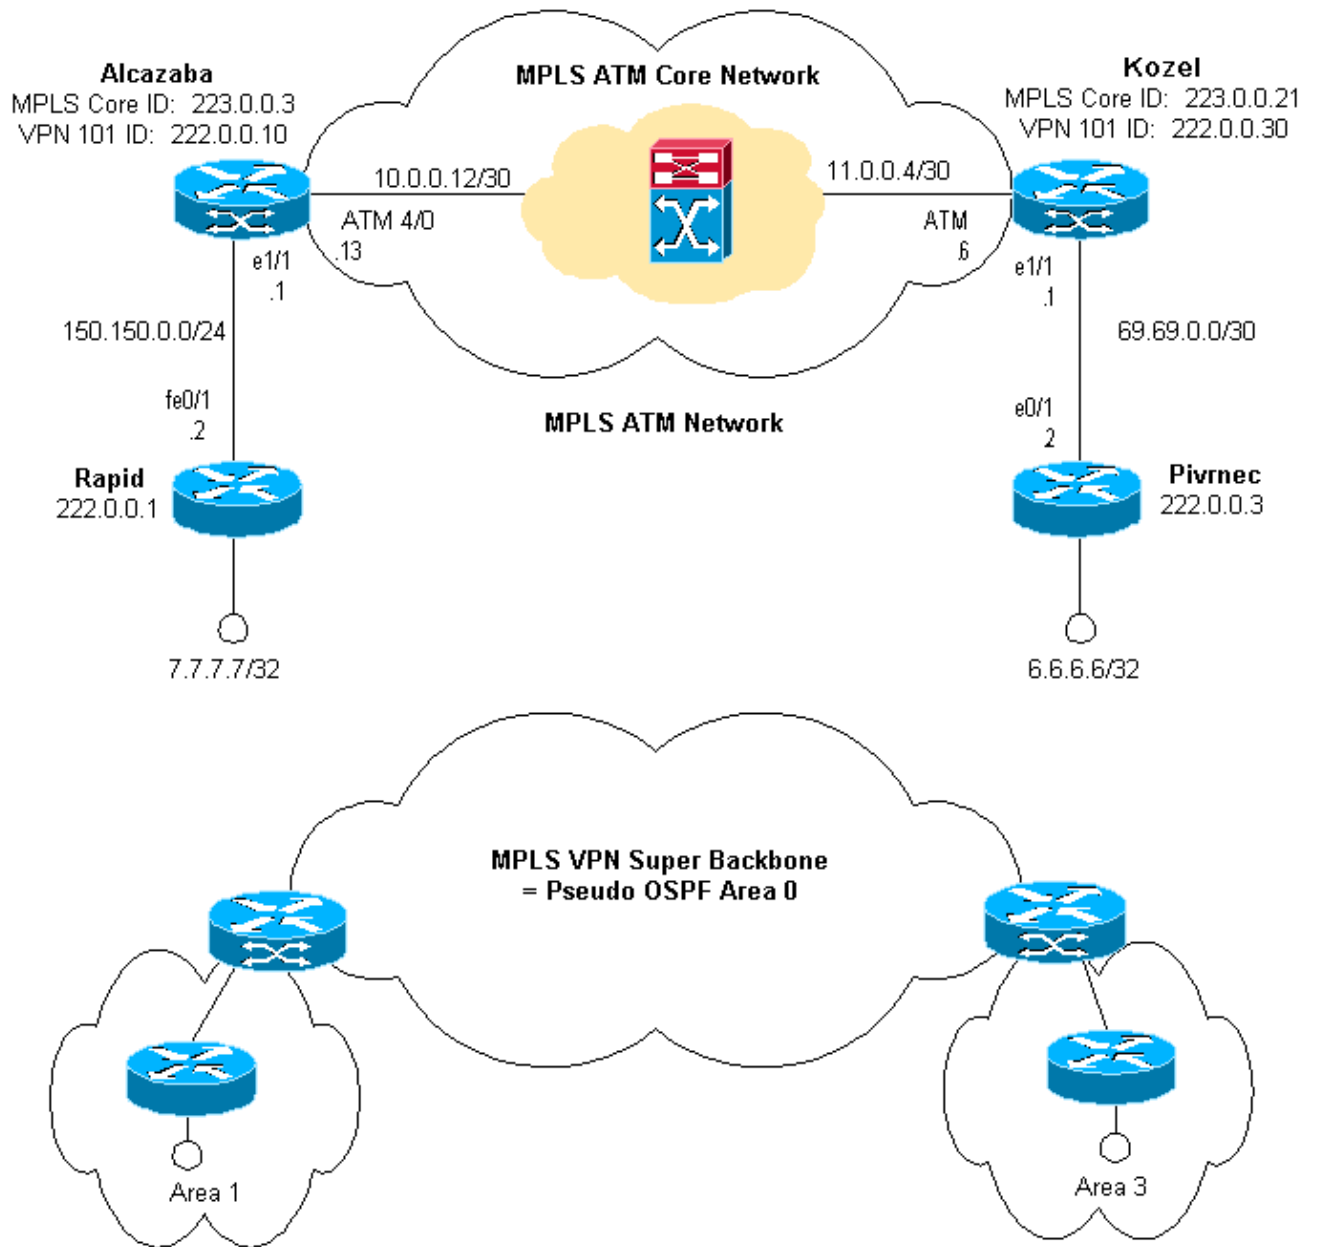 Alcazaba
MPLS Core ID: 223.0.0.3
VPN 101 ID: 222.0.0.10
MPLS ATM Core Network
Kozel
MPLS Core ID: 223.0.0.21
VPN 101 ID: 222.0.0.30
10.0.0.12/30
11.0.0.4/30
ATM 4/0
.13
ATM
.6
e1/1
.1
e1/1
.1
150.150.0.0/24
69.69.0.0/30
fe0/1
.2
e0/1
2
MPLS ATM Network
Rapid
222.0.0.1
Pivrnec
222.0.0.3
7.7.7.7/32
6.6.6.6/32
MPLS VPN Super Backbone
= Pseudo OSPF Area 0
Area 1
Area 3